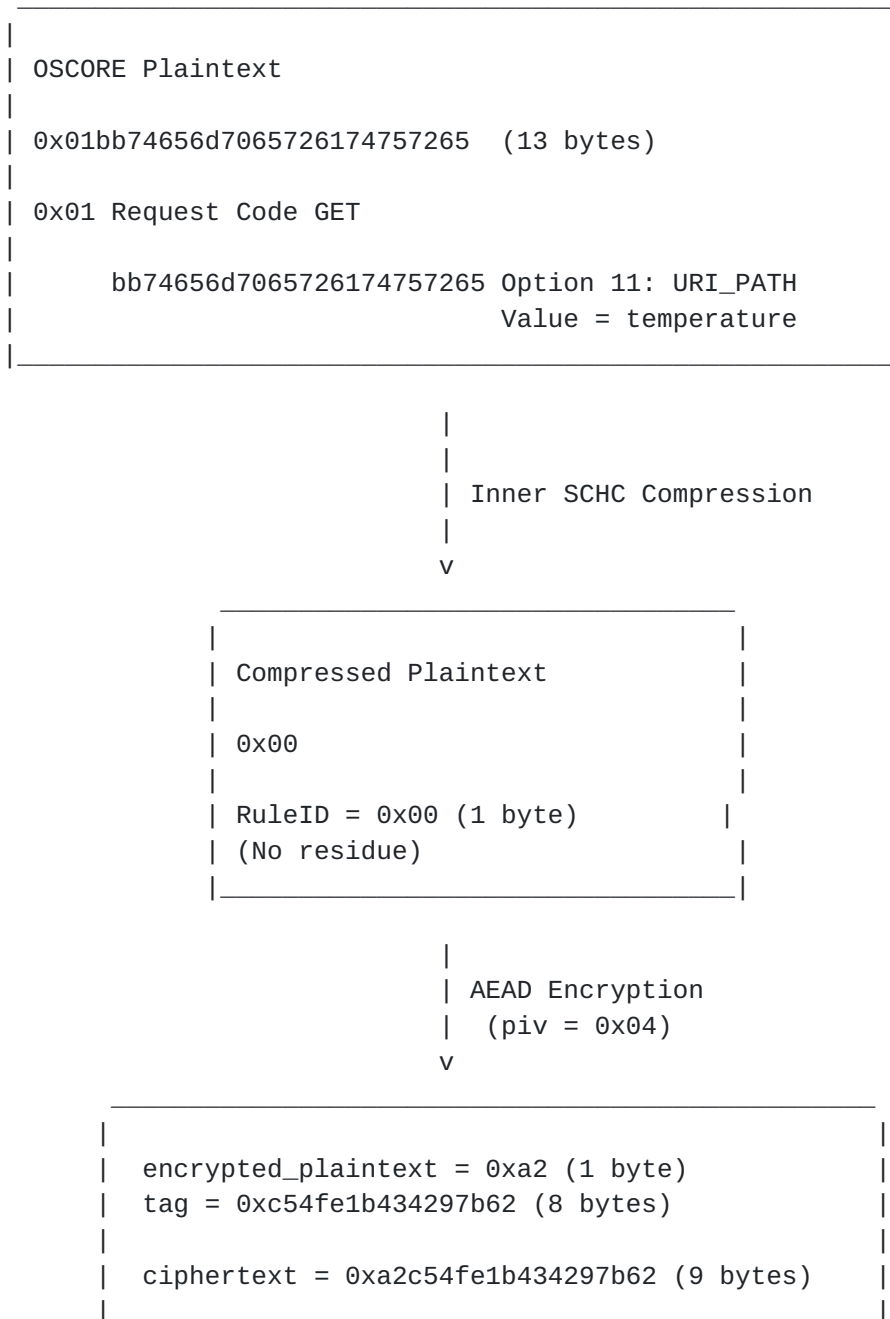 OSCORE Plaintext
0x01bb74656d7065726174757265  (13 bytes)
0x01 Request Code GET
bb74656d7065726174757265 Option 11: URI_PATH
Value = temperature
Inner SCHC Compression
v
Compressed Plaintext
0x00
RuleID = 0x00 (1 byte)
(No residue)
AEAD Encryption
(piv = 0x04)
v
encrypted_plaintext = 0xa2 (1 byte)
tag = 0xc54fe1b434297b62 (8 bytes)
ciphertext = 0xa2c54fe1b434297b62 (9 bytes)